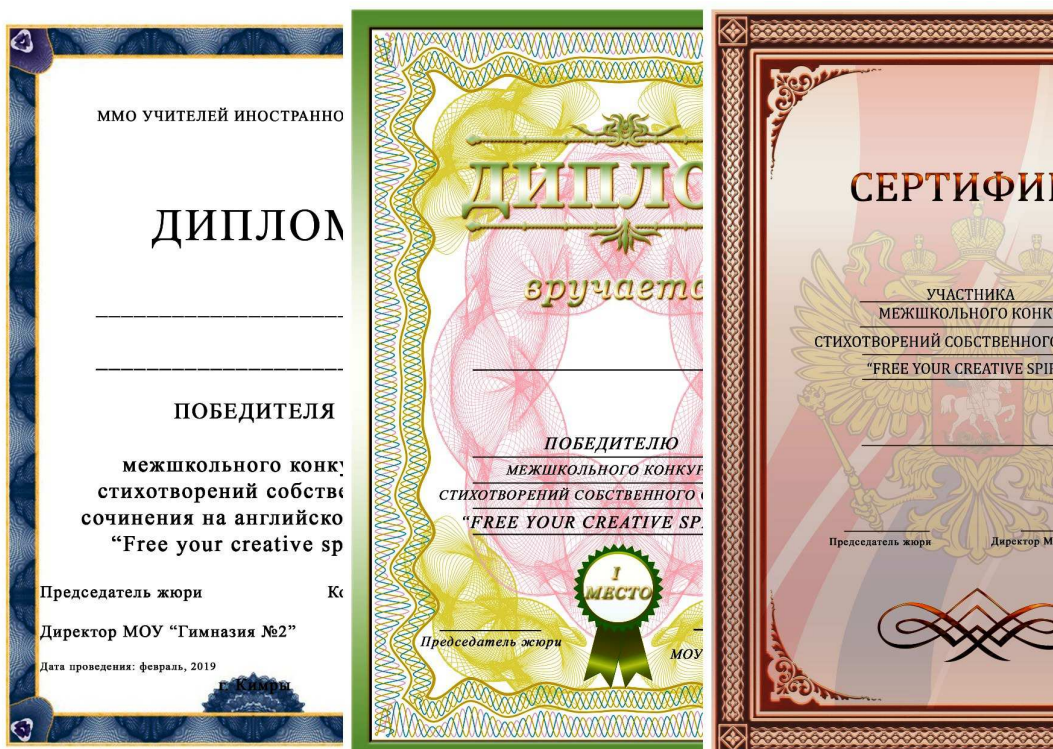 ММО УЧИТЕЛЕЙ ИНОСТРАННО
ДИПЛОМ
ПОБЕДИТЕЛЯ
межшкольного конку
стихотворений собстве
сочинения на английско
“Free your creative sp
Председатель жюри Ко
Директор МОУ “Гимназия №2”
Дата проведения: февраль, 2019
г. Кимры
ДИПЛО
вручаетс
ПОБЕДИТЕЛЮ
МЕЖШКОЛЬНОГО КОНКУР
СТИХОТВОРЕНИЙ СОБСТВЕННОГО С
“FREE YOUR CREATIVE SP
I
МЕСТО
Председатель жюри
МОУ
СЕРТИФИ
УЧАСТНИКА
МЕЖШКОЛЬНОГО КОНК
СТИХОТВОРЕНИЙ СОБСТВЕННОГО
“FREE YOUR CREATIVE SPI
Председатель жюри Директор М